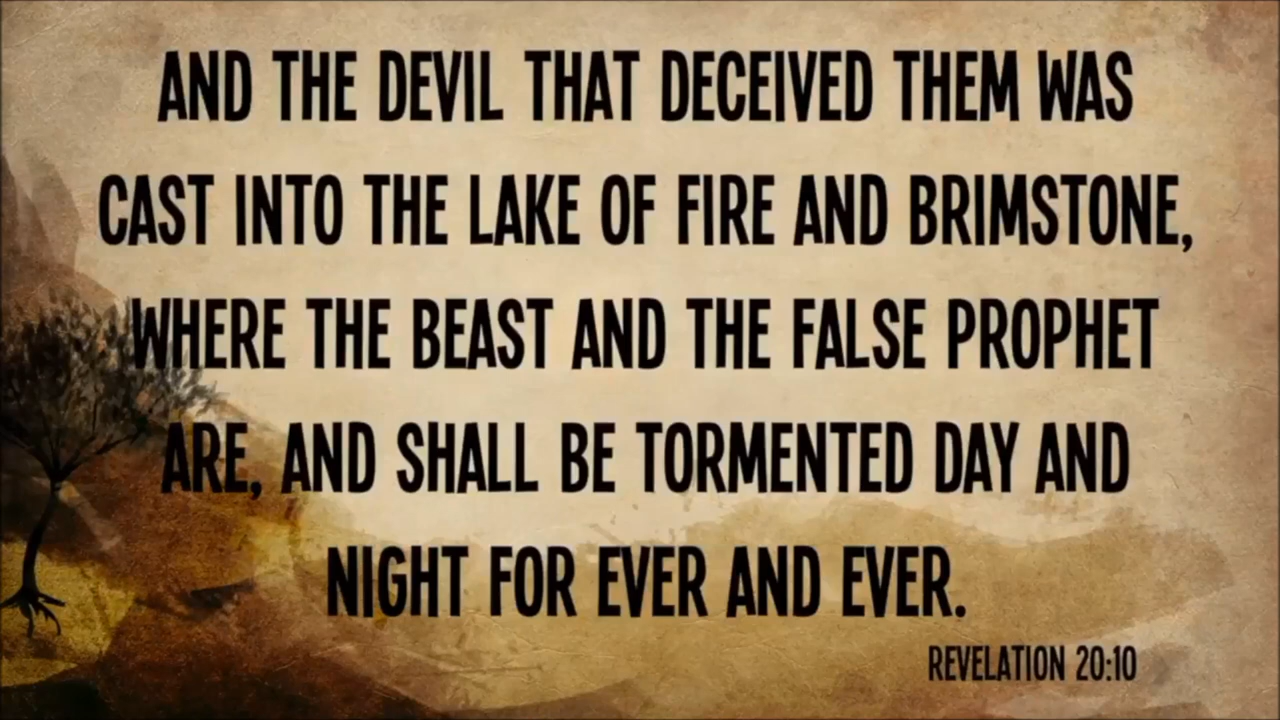 AND THE DEVIL THAT DECEIVED THEM WAS
CAST INTO THE LAKE OF FIRE AND BRIMSTONE,
WHERE THE BEAST AND THE FALSE PROPHET
ARE, AND SHALL BE TORMENTED DAY AND
NIGHT FOR EVER AND EVER.
REVELATION 20:10